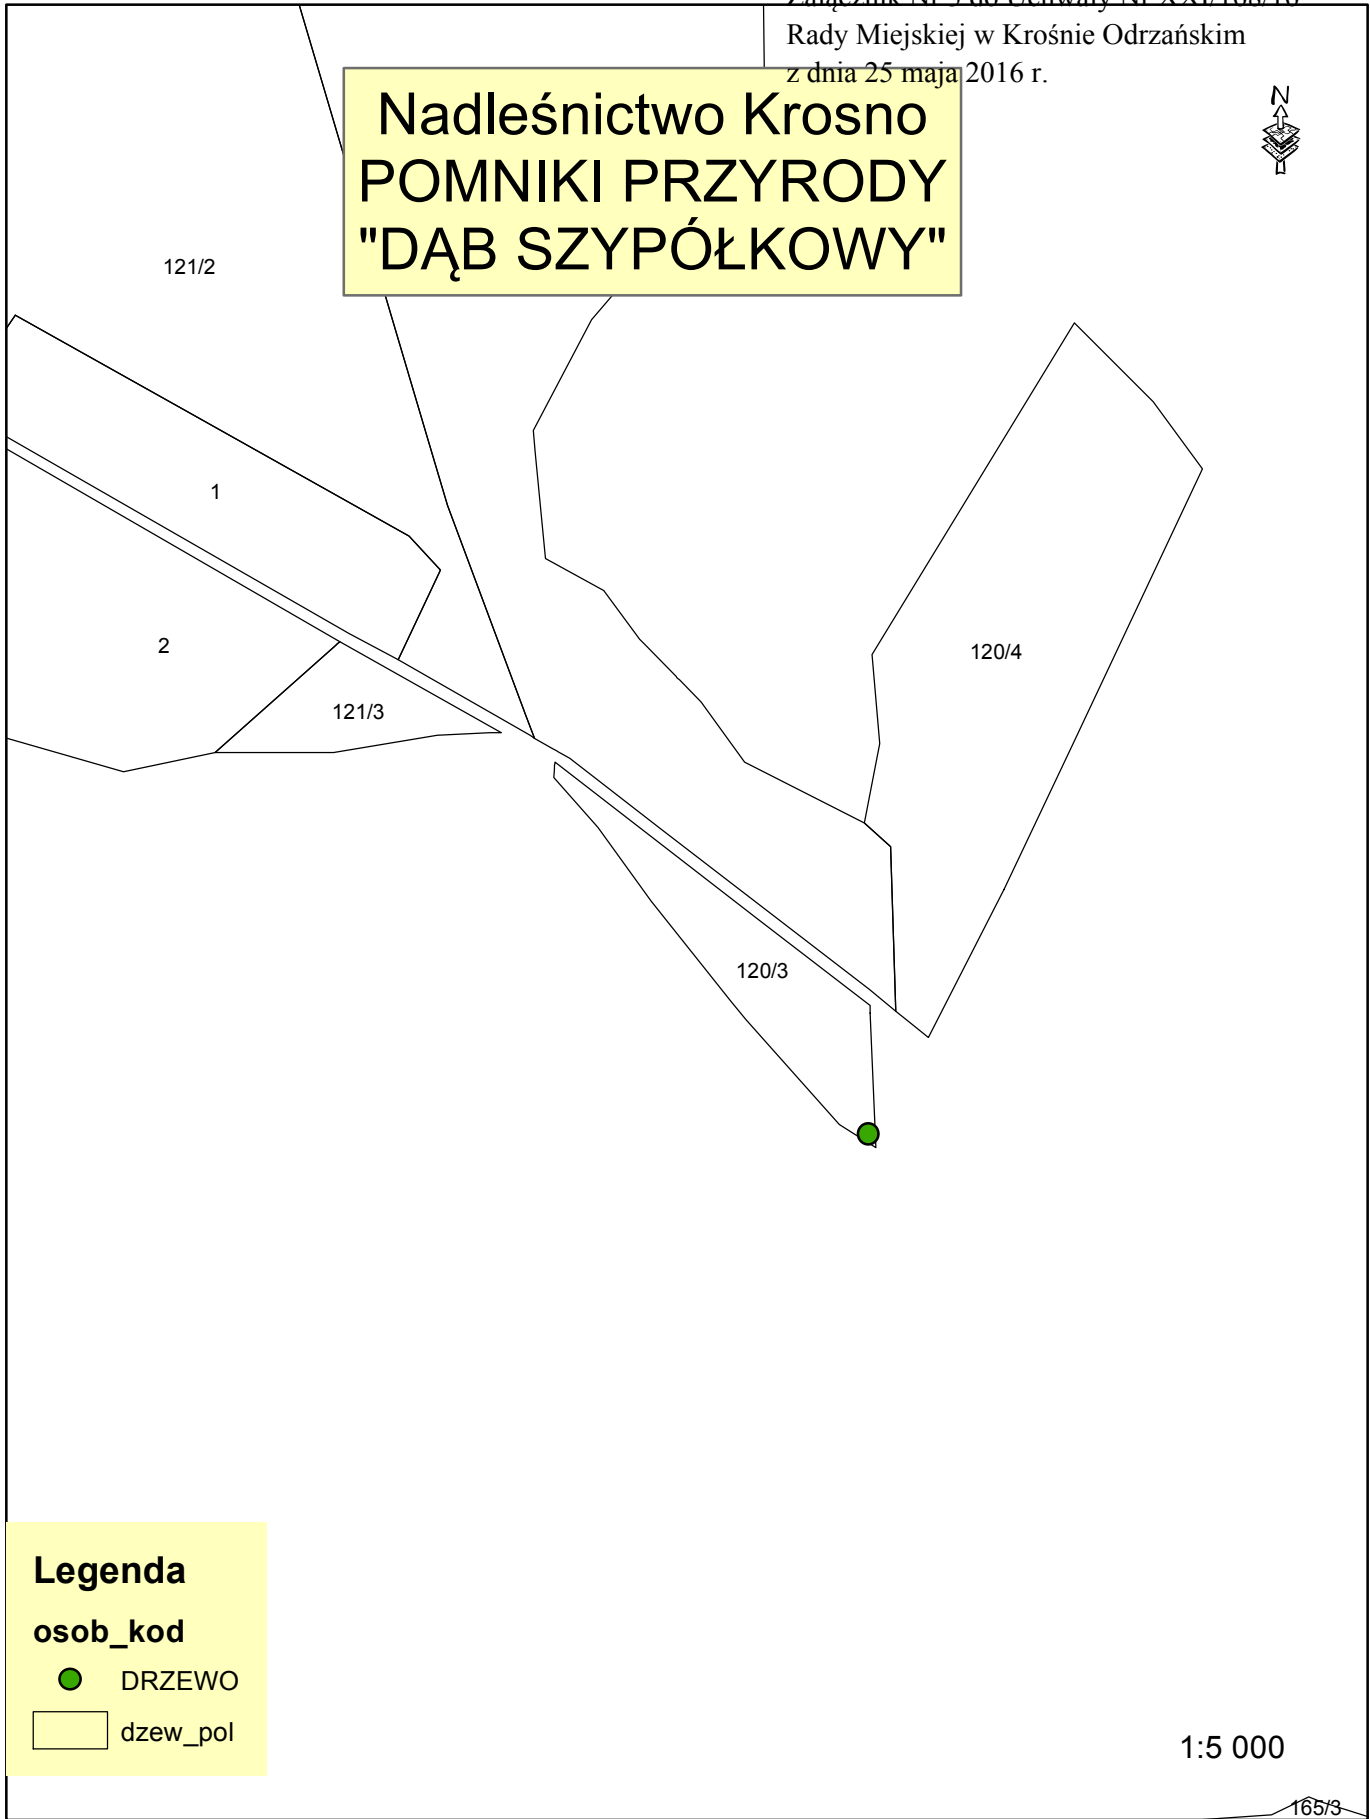 Rady Miejskiej w Krośnie Odrzańskim
z dnia 25 maja 2016 r.
N
Nadleśnictwo Krosno
POMNIKI PRZYRODY
"DĄB SZYPÓŁKOWY"
121/2
1
2
120/4
121/3
120/3
Legenda
osob_kod
DRZEWO
dzew_pol
1:5 000
165/3